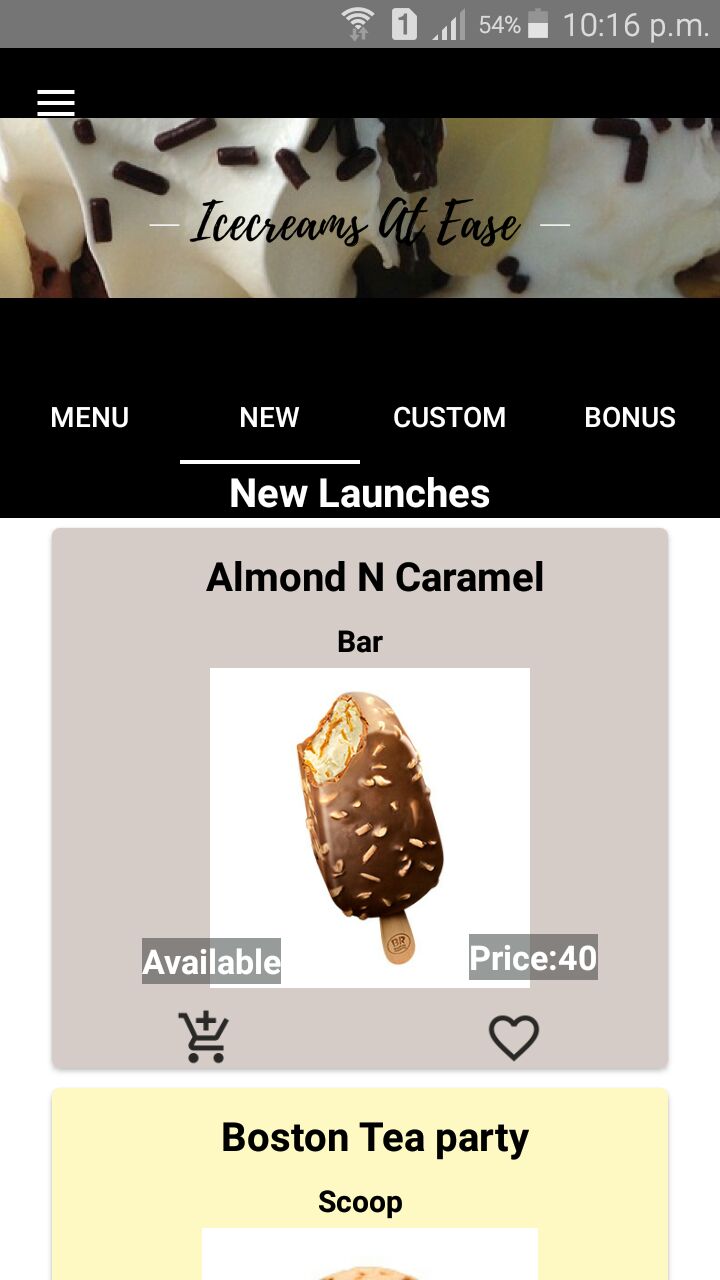 1 54% 10:16 p.m.
Icecreams At Ease
MENU NEW CUSTOM BONUS
New Launches
Almond N Caramel
Bar
BR
Available Price:40
Boston Tea party
Scoop